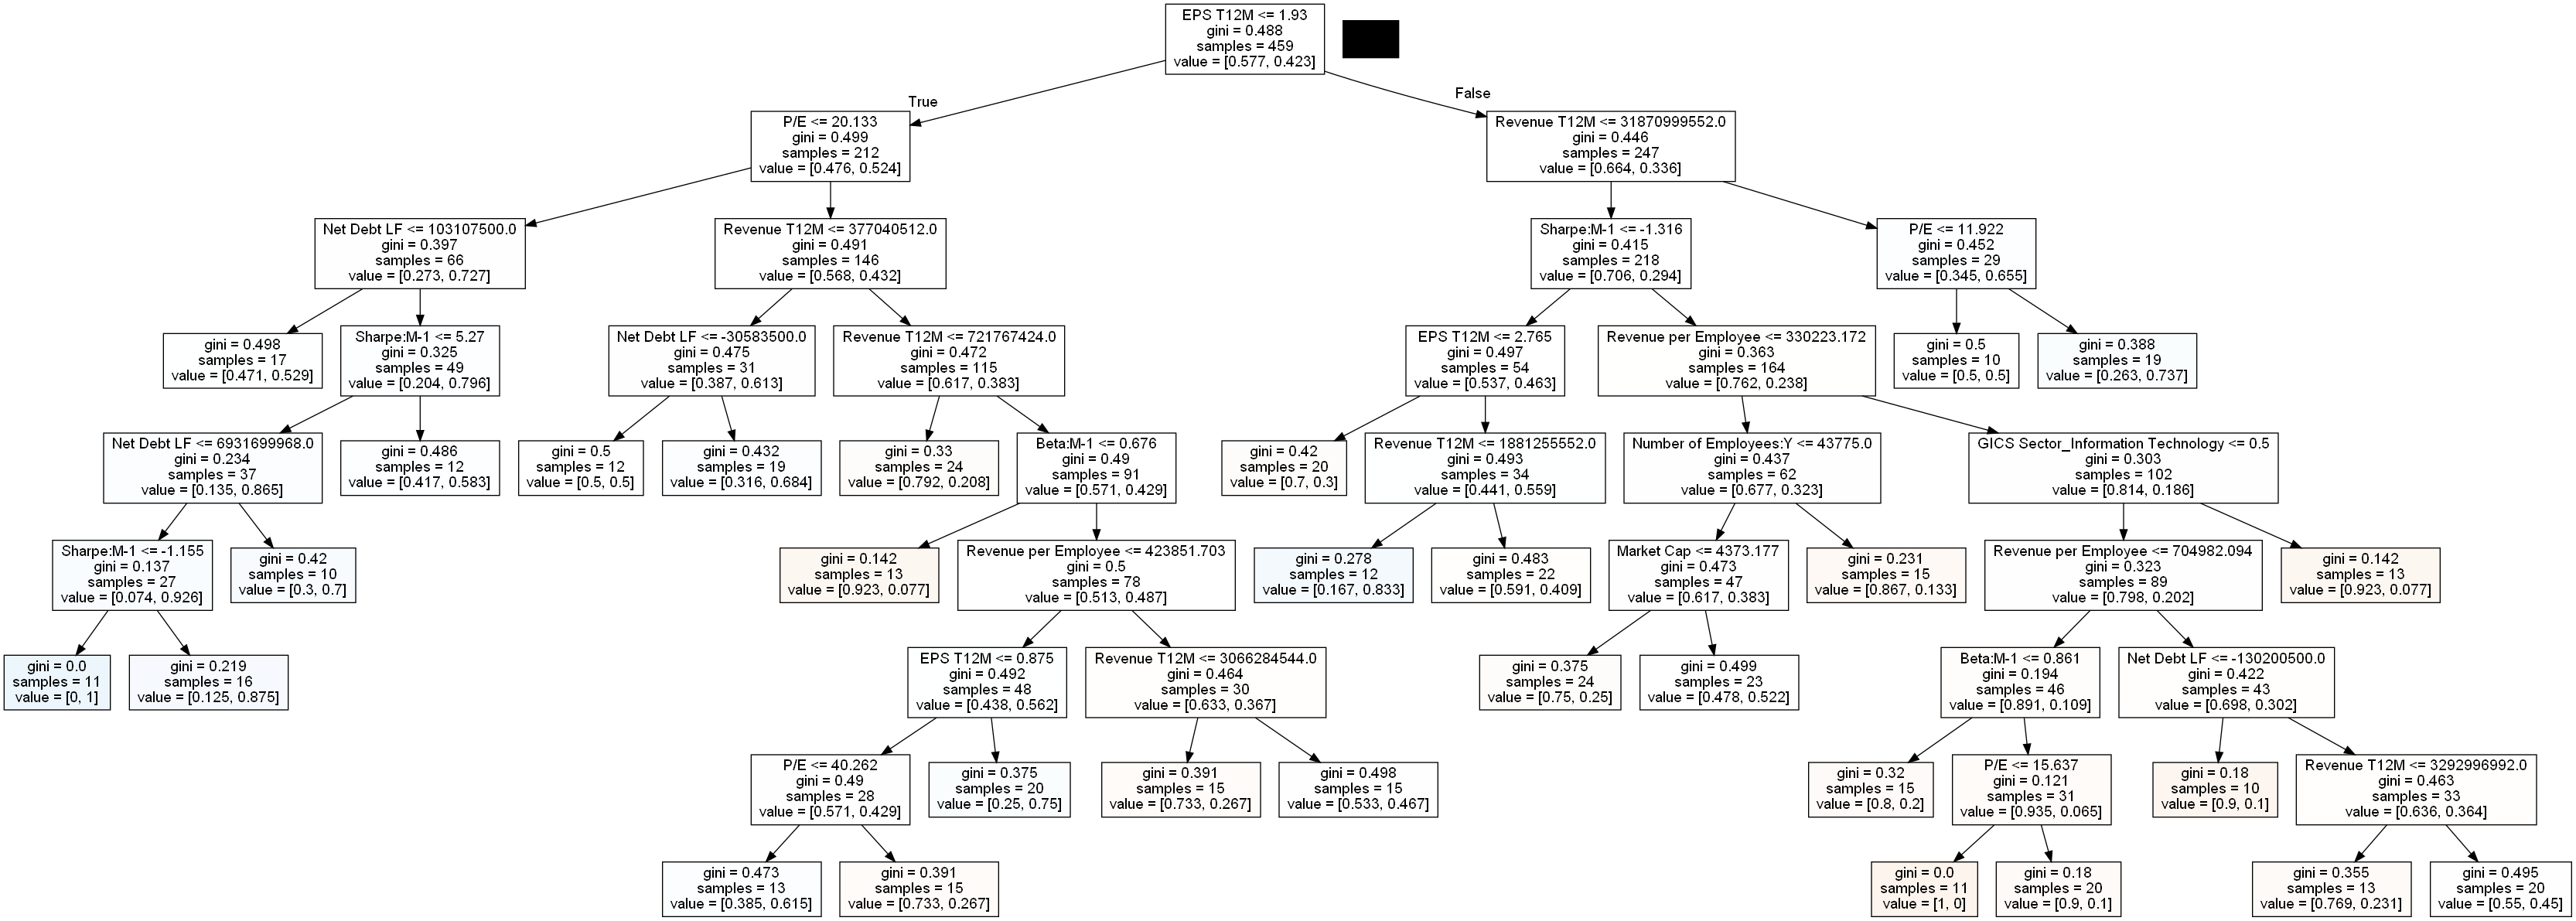 EPS T12M <= 1.93
gini = 0.488
samples = 459
value = [0.577, 0.423]
True
False
P/E <= 20.133
gini = 0.499
samples = 212
value = [0.476, 0.524]
Revenue T12M <= 31870999552.0
gini = 0.446
samples = 247
value = [0.664, 0.336]
Net Debt LF <= 103107500.0
gini = 0.397
samples = 66
value = [0.273, 0.727]
Revenue T12M <= 377040512.0
gini = 0.491
samples = 146
value = [0.568, 0.432]
Sharpe:M-1 <= -1.316
gini = 0.415
samples = 218
value = [0.706, 0.294]
P/E <= 11.922
gini = 0.452
samples = 29
value = [0.345, 0.655]
gini = 0.498
samples = 17
value = [0.471, 0.529]
Sharpe:M-1 <= 5.27
gini = 0.325
samples = 49
value = [0.204, 0.796]
Net Debt LF <= -30583500.0
gini = 0.475
samples = 31
value = [0.387, 0.613]
Revenue T12M <= 721767424.0
gini = 0.472
samples = 115
value = [0.617, 0.383]
EPS T12M <= 2.765
gini = 0.497
samples = 54
value = [0.537, 0.463]
Revenue per Employee <= 330223.172
gini = 0.363
samples = 164
value = [0.762, 0.238]
gini = 0.5
samples = 10
value = [0.5, 0.5]
gini = 0.388
samples = 19
value = [0.263, 0.737]
Net Debt LF <= 6931699968.0
gini = 0.234
samples = 37
value = [0.135, 0.865]
gini = 0.486
samples = 12
value = [0.417, 0.583]
gini = 0.5
samples = 12
value = [0.5, 0.5]
gini = 0.432
samples = 19
value = [0.316, 0.684]
gini = 0.33
samples = 24
value = [0.792, 0.208]
Beta:M-1 <= 0.676
gini = 0.49
samples = 91
value = [0.571, 0.429]
gini = 0.42
samples = 20
value = [0.7, 0.3]
Revenue T12M <= 1881255552.0
gini = 0.493
samples = 34
value = [0.441, 0.559]
Number of Employees:Y <= 43775.0
gini = 0.437
samples = 62
value = [0.677, 0.323]
GICS Sector_Information Technology <= 0.5
gini = 0.303
samples = 102
value = [0.814, 0.186]
Sharpe:M-1 <= -1.155
gini = 0.137
samples = 27
value = [0.074, 0.926]
gini = 0.42
samples = 10
value = [0.3, 0.7]
gini = 0.142
samples = 13
value = [0.923, 0.077]
Revenue per Employee <= 423851.703
gini = 0.5
samples = 78
value = [0.513, 0.487]
gini = 0.278
samples = 12
value = [0.167, 0.833]
gini = 0.483
samples = 22
value = [0.591, 0.409]
Market Cap <= 4373.177
gini = 0.473
samples = 47
value = [0.617, 0.383]
gini = 0.231
samples = 15
value = [0.867, 0.133]
Revenue per Employee <= 704982.094
gini = 0.323
samples = 89
value = [0.798, 0.202]
gini = 0.142
samples = 13
value = [0.923, 0.077]
gini = 0.0
samples = 11
value = [0, 1]
gini = 0.219
samples = 16
value = [0.125, 0.875]
EPS T12M <= 0.875
gini = 0.492
samples = 48
value = [0.438, 0.562]
Revenue T12M <= 3066284544.0
gini = 0.464
samples = 30
value = [0.633, 0.367]
gini = 0.375
samples = 24
value = [0.75, 0.25]
gini = 0.499
samples = 23
value = [0.478, 0.522]
Beta:M-1 <= 0.861
gini = 0.194
samples = 46
value = [0.891, 0.109]
Net Debt LF <= -130200500.0
gini = 0.422
samples = 43
value = [0.698, 0.302]
P/E <= 40.262
gini = 0.49
samples = 28
value = [0.571, 0.429]
gini = 0.375
samples = 20
value = [0.25, 0.75]
gini = 0.391
samples = 15
value = [0.733, 0.267]
gini = 0.498
samples = 15
value = [0.533, 0.467]
gini = 0.32
samples = 15
value = [0.8, 0.2]
P/E <= 15.637
gini = 0.121
samples = 31
value = [0.935, 0.065]
gini = 0.18
samples = 10
value = [0.9, 0.1]
Revenue T12M <= 3292996992.0
gini = 0.463
samples = 33
value = [0.636, 0.364]
gini = 0.473
samples = 13
value = [0.385, 0.615]
gini = 0.391
samples = 15
value = [0.733, 0.267]
gini = 0.0
samples = 11
value = [1, 0]
gini = 0.18
samples = 20
value = [0.9, 0.1]
gini = 0.355
samples = 13
value = [0.769, 0.231]
gini = 0.495
samples = 20
value = [0.55, 0.45]